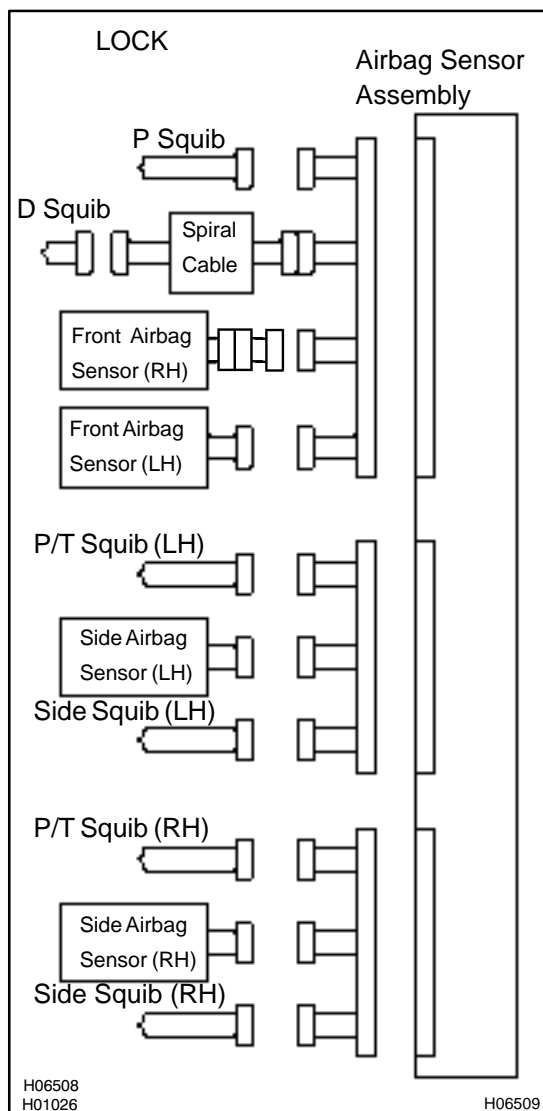 LOCK
Airbag Sensor
Assembly
P Squib
D Squib
Spiral
Cable
Front Airbag
Sensor (RH)
Front Airbag
Sensor (LH)
P/T Squib (LH)
Side Airbag
Sensor (LH)
Side Squib (LH)
P/T Squib (RH)
Side Airbag
Sensor (RH)
Side Squib (RH)
H06508
H01026
H06509